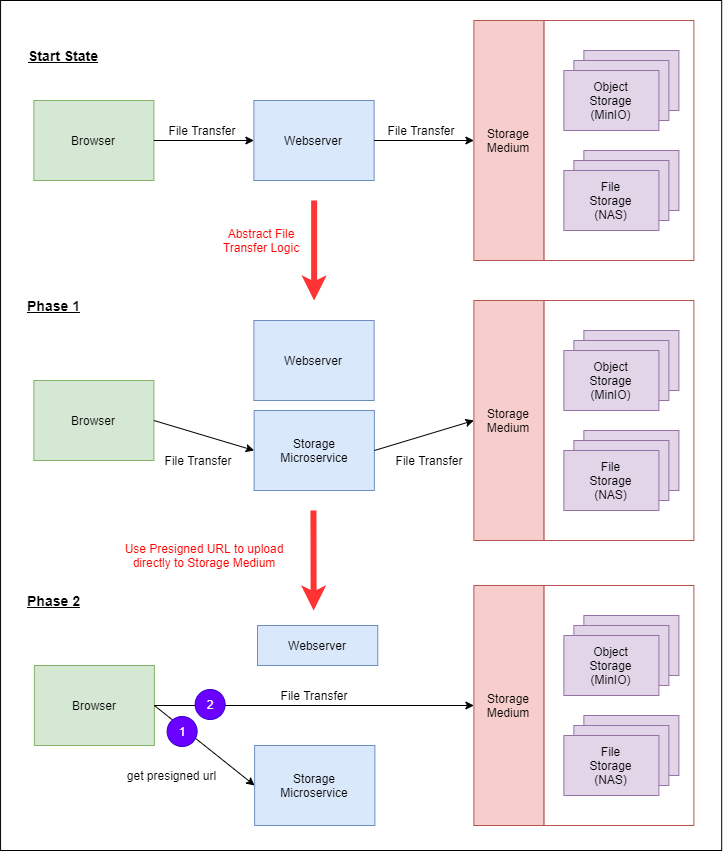 Start State
Browser
File Transfer
Webserver
File Transfer
Storage
Medium
Object
Storage
(MinIO)
File
Storage
(NAS)
Abstract File
Transfer Logic
Phase 1
Webserver
Browser
File Transfer
Storage
Microservice
File Transfer
Storage
Medium
Object
Storage
(MinIO)
File
Storage
(NAS)
Use Presigned URL to upload
directly to Storage Medium
Phase 2
Webserver
Browser
2
File Transfer
1
get presigned url
Storage
Microservice
Storage
Medium
Object
Storage
(MinIO)
File
Storage
(NAS)